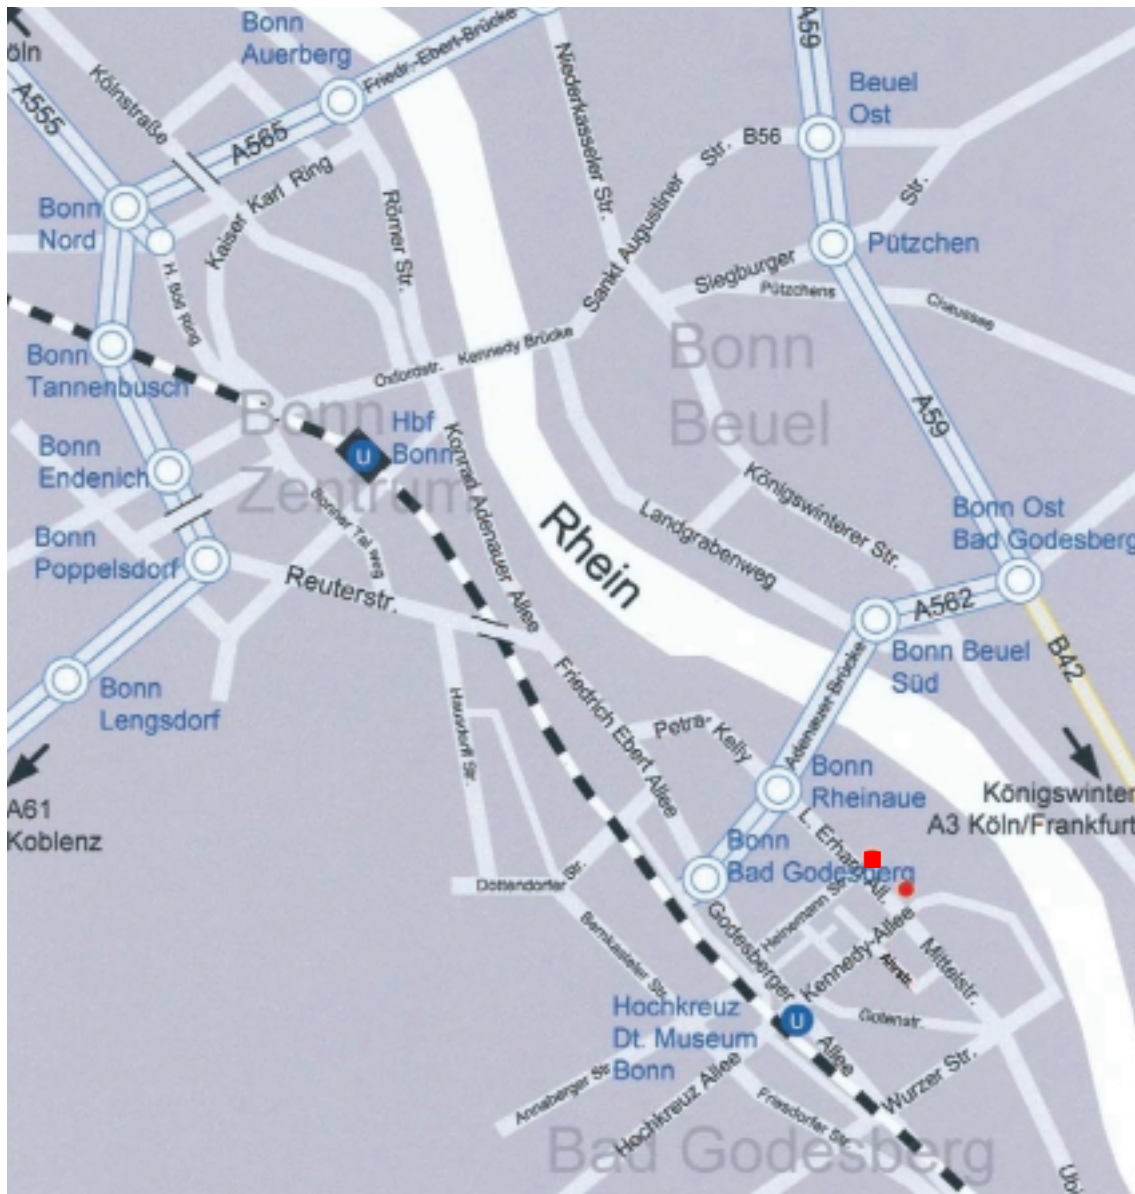 Bonn
Auerberg
Friedr.-Ebert-Brücke
A59
öln
A555
Kölnstraße
A565
Niederkasseler Str.
Beuel
Ost
B56
Str.
Sankt Augustiner
Str.
Kaiser Karl Ring
Römer Str.
Bonn
Nord
H. Böll Ring
Pützchen
Siegburger
Pützchens
Chaussee
Bonn
Tannenbusch
Oxfordstr.
Kennedy Brücke
Bonn
Beuel
A59
Bonn
Zentrum
Hbf
Bonn
U
Bonn
Endenich
Konrad Adenauer Allee
Königswinterer Str.
Landgrabenweg
Rhein
Bonn Ost
Bad Godesberg
Bonn
Poppelsdorf
Bonner Tal.weg
Reuterstr.
A562
B42
Bonn Beuel
Süd
Bonn
Lengsdorf
Hausdorff Str.
Friedrich Ebert Allee
Petra- Kelly
Adenauer-Brücke
Bonn
Rheinaue
Königswinter
A3 Köln/Frankfurt
A61
Koblenz
L. Erhard All.
Bonn
Bad Godesberg
Dottendorfer Str.
Godesberger Allee
Heinemann Str.
Kennedy-Allee
Ahrstr.
Mittelstr.
Bernkasteler Str.
Hochkreuz
Dt. Museum
Bonn
U
Gotenstr.
Annaberger Str.
Hochkreuz Allee
Wurzer Str.
Friesdorfer Str.
Bad Godesberg